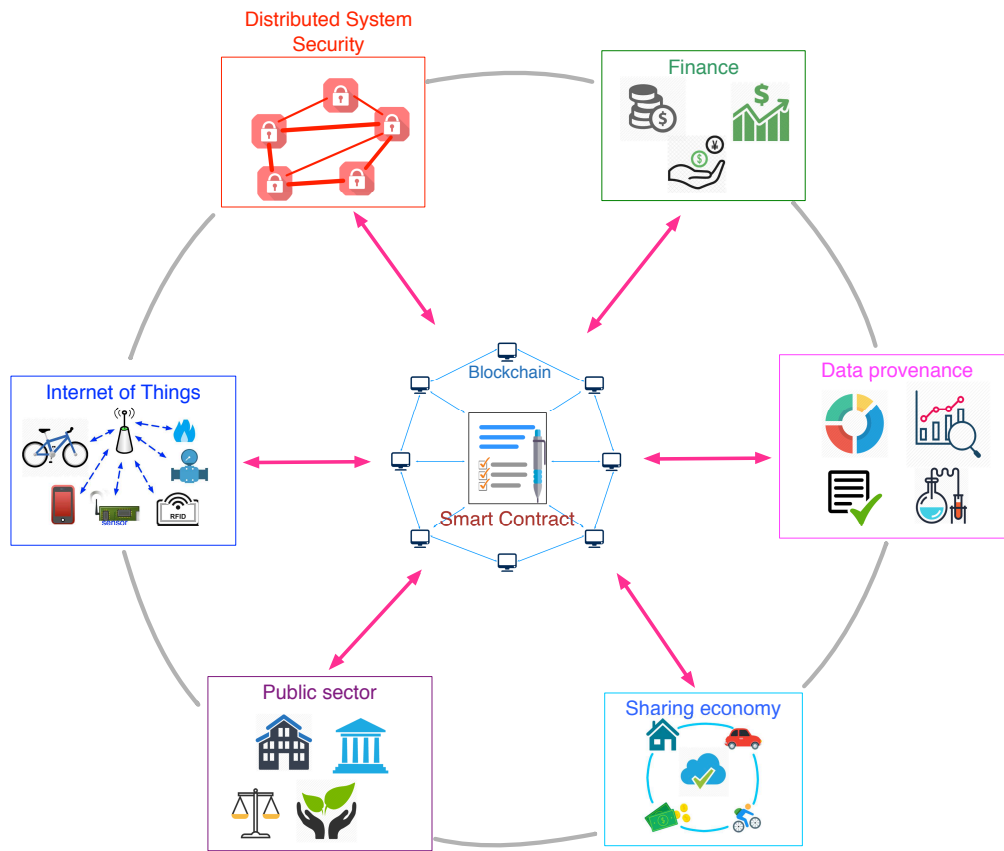 Distributed System
Security
Finance
$
$
¥
$
Internet of Things
sensor
RFID
Blockchain
Smart Contract
Data provenance
Public sector
Sharing economy
$